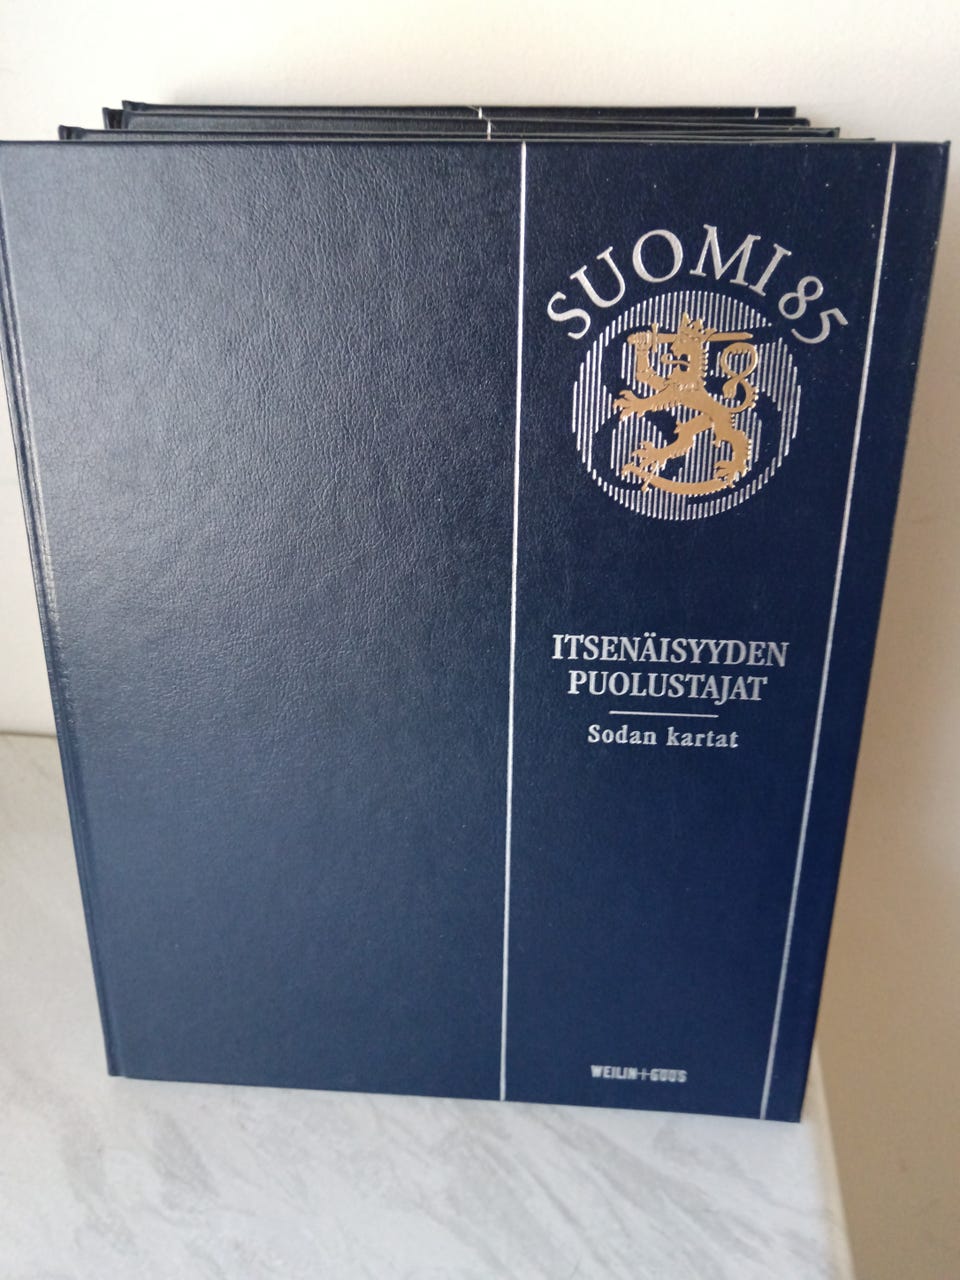 SUOMI 85
ITSENÄISYYDEN
PUOLUSTAJAT
Sodan kartat
WEILIN+GÖÖS